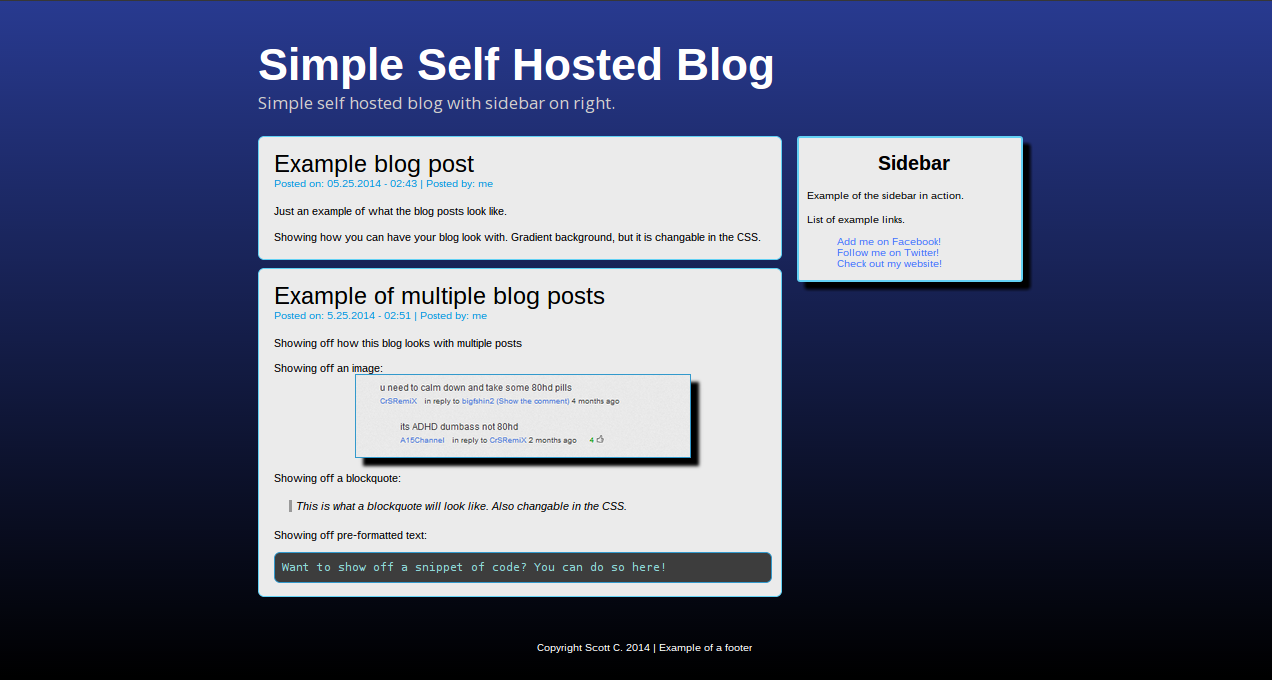 Simple Self Hosted Blog
Simple self hosted blog with sidebar on right.
Example blog post
Posted on: 05.25.2014 - 02:43 | Posted by: me
Just an example of what the blog posts look like.
Showing how you can have your blog look with. Gradient background, but it is changable in the CSS.
Example of multiple blog posts
Posted on: 5.25.2014 - 02:51 | Posted by: me
Showing off how this blog looks with multiple posts
Showing off an image:
u need to calm down and take some 80hd pills
CrSRemiX in reply to bigfshin2 (Show the comment) 4 months ago
its ADHD dumbass not 80hd
A15Channel in reply to CrSRemiX 2 months ago 4
Showing off a blockquote:
This is what a blockquote will look like. Also changable in the CSS.
Showing off pre-formatted text:
Want to show off a snippet of code? You can do so here!
Sidebar
Example of the sidebar in action.
List of example links.
Add me on Facebook!
Follow me on Twitter!
Check out my website!
Copyright Scott C. 2014 | Example of a footer